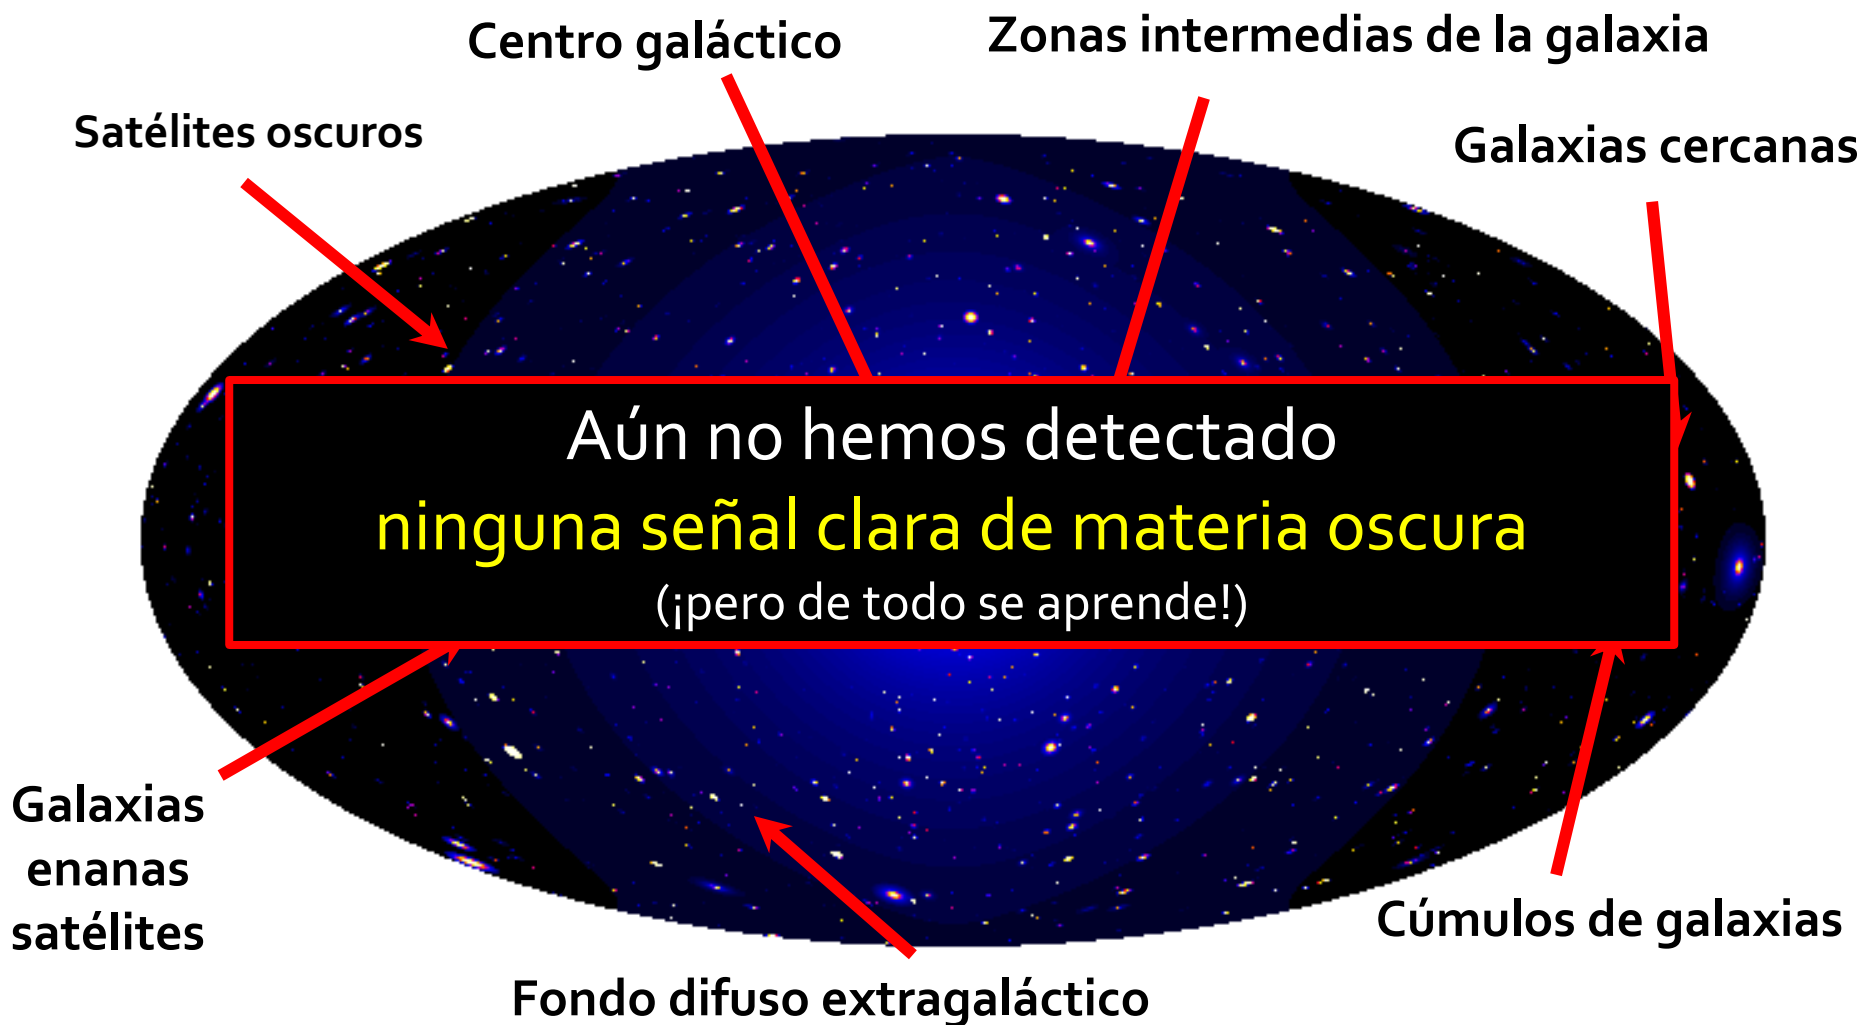 Centro galáctico
Zonas intermedias de la galaxia
Satélites oscuros
Galaxias cercanas
Aún no hemos detectado
ninguna señal clara de materia oscura
(¡pero de todo se aprende!)
Galaxias
enanas
satélites
Cúmulos de galaxias
Fondo difuso extragaláctico